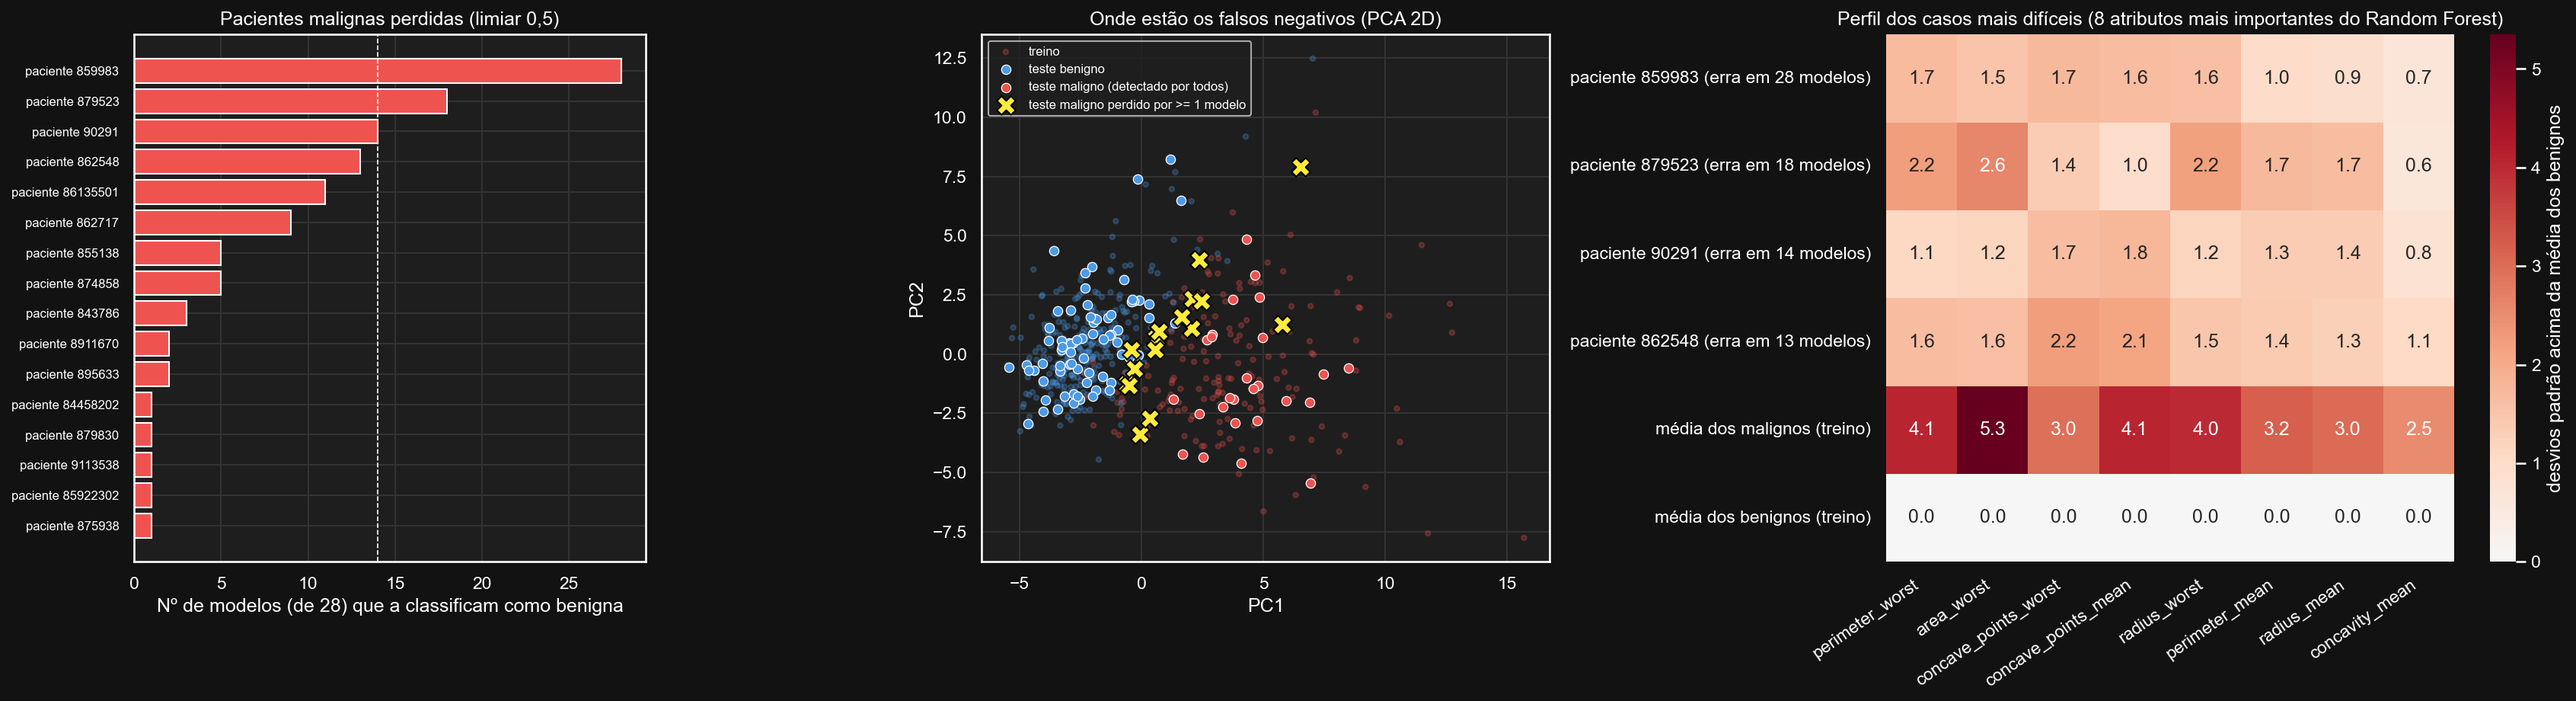 Pacientes malignas perdidas (limiar 0,5)
paciente 859983
paciente 879523
paciente 90291
paciente 862548
paciente 86135501
paciente 862717
paciente 855138
paciente 874858
paciente 843786
paciente 8911670
paciente 895633
paciente 84458202
paciente 879830
paciente 9113538
paciente 85922302
paciente 875938
0 5 10 15 20 25
Nº de modelos (de 28) que a classificam como benigna
Onde estão os falsos negativos (PCA 2D)
treino
teste benigno
teste maligno (detectado por todos)
teste maligno perdido por >= 1 modelo
PC2
12.5
10.0
7.5
5.0
2.5
0.0
−2.5
−5.0
−7.5
−5 0 5 10 15
PC1
Perfil dos casos mais difíceis (8 atributos mais importantes do Random Forest)
paciente 859983 (erra em 28 modelos) 1.7 1.5 1.7 1.6 1.6 1.0 0.9 0.7
paciente 879523 (erra em 18 modelos) 2.2 2.6 1.4 1.0 2.2 1.7 1.7 0.6
paciente 90291 (erra em 14 modelos) 1.1 1.2 1.7 1.8 1.2 1.3 1.4 0.8
paciente 862548 (erra em 13 modelos) 1.6 1.6 2.2 2.1 1.5 1.4 1.3 1.1
média dos malignos (treino) 4.1 5.3 3.0 4.1 4.0 3.2 3.0 2.5
média dos benignos (treino) 0.0 0.0 0.0 0.0 0.0 0.0 0.0 0.0
perimeter_worst
area_worst
concave_points_worst
concave_points_mean
radius_worst
perimeter_mean
radius_mean
concavity_mean
5
4
3
2
1
0
desvios padrão acima da média dos benignos